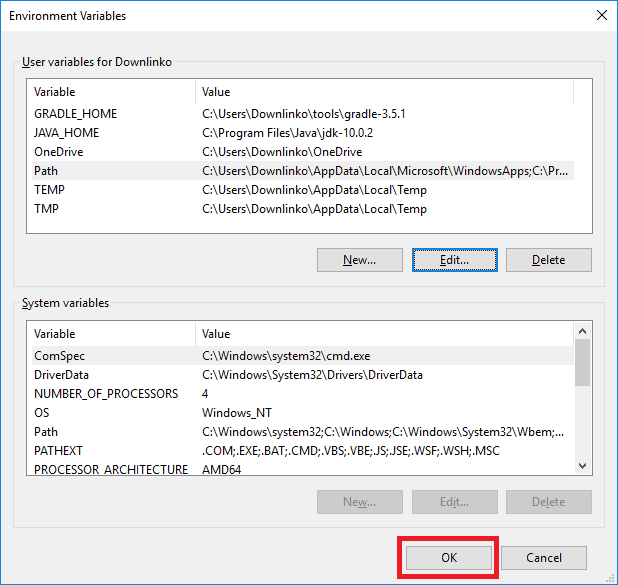 Environment Variables
User variables for Downlinko
Variable Value
GRADLE_HOME C:\Users\Downlinko\tools\gradle-3.5.1
JAVA_HOME C:\Program Files\Java\jdk-10.0.2
OneDrive C:\Users\Downlinko\OneDrive
Path C:\Users\Downlinko\AppData\Local\Microsoft\WindowsApps;C:\Pr...
TEMP C:\Users\Downlinko\AppData\Local\Temp
TMP C:\Users\Downlinko\AppData\Local\Temp
New... Edit... Delete
System variables
Variable Value
ComSpec C:\Windows\system32\cmd.exe
DriverData C:\Windows\System32\Drivers\DriverData
NUMBER_OF_PROCESSORS 4
OS Windows_NT
Path C:\Windows\system32;C:\Windows;C:\Windows\System32\Wbem;...
PATHEXT .COM;.EXE;.BAT;.CMD;.VBS;.VBE;.JS;.JSE;.WSF;.WSH;.MSC
PROCESSOR_ARCHITECTURE AMD64
New... Edit... Delete
OK Cancel